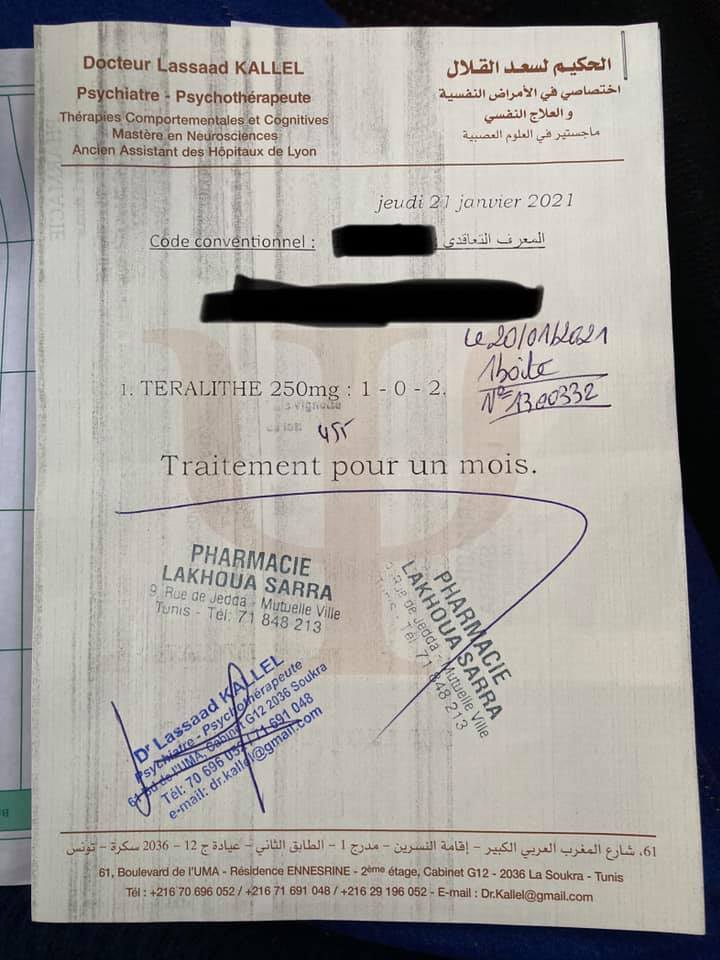 Docteur Lassaad KALLEL
Psychiatre - Psychothérapeute
Thérapies Comportementales et Cognitives
Mastère en Neurosciences
Ancien Assistant des Hôpitaux de Lyon
الحكيم لسعد القلال
اختصاصي في الأمراض النفسية
و العلاج النفسي
ماجستير في العلوم العصبية
jeudi 21 janvier 2021
Code conventionnel : المعرف التعاقدي
Le 20/01/2021
1 boîte
N° 1300332
1. TERALITHE 250mg : 1 - 0 - 2.
vignette
Traitement pour un mois.
PHARMACIE
LAKHOUA SARRA
9, Rue de Jedda - Mutuelle Ville
Tunis - Tél: 71 848 213
PHARMACIE
LAKHOUA SARRA
Rue de Jedda - Mutuelle Ville
Tunis - Tél: 71 848 213
Dr Lassaad KALLEL
Psychiatre - Psychothérapeute
61 Bd de l'UMA, Cabinet G12 2036 Soukra
Tél: 70 696 052 / 71 691 048
e-mail: dr.kallel@gmail.com
61، شارع المغرب العربي الكبير – إقامة النسرين – مدرج 1 – الطابق الثاني – عيادة ج 12 – 2036 سكرة – تونس
61, Boulevard de l'UMA - Résidence ENNESRINE - 2ème étage, Cabinet G12 - 2036 La Soukra - Tunis
Tél : +216 70 696 052 / +216 71 691 048 / +216 29 196 052 - E-mail : Dr.Kallel@gmail.com